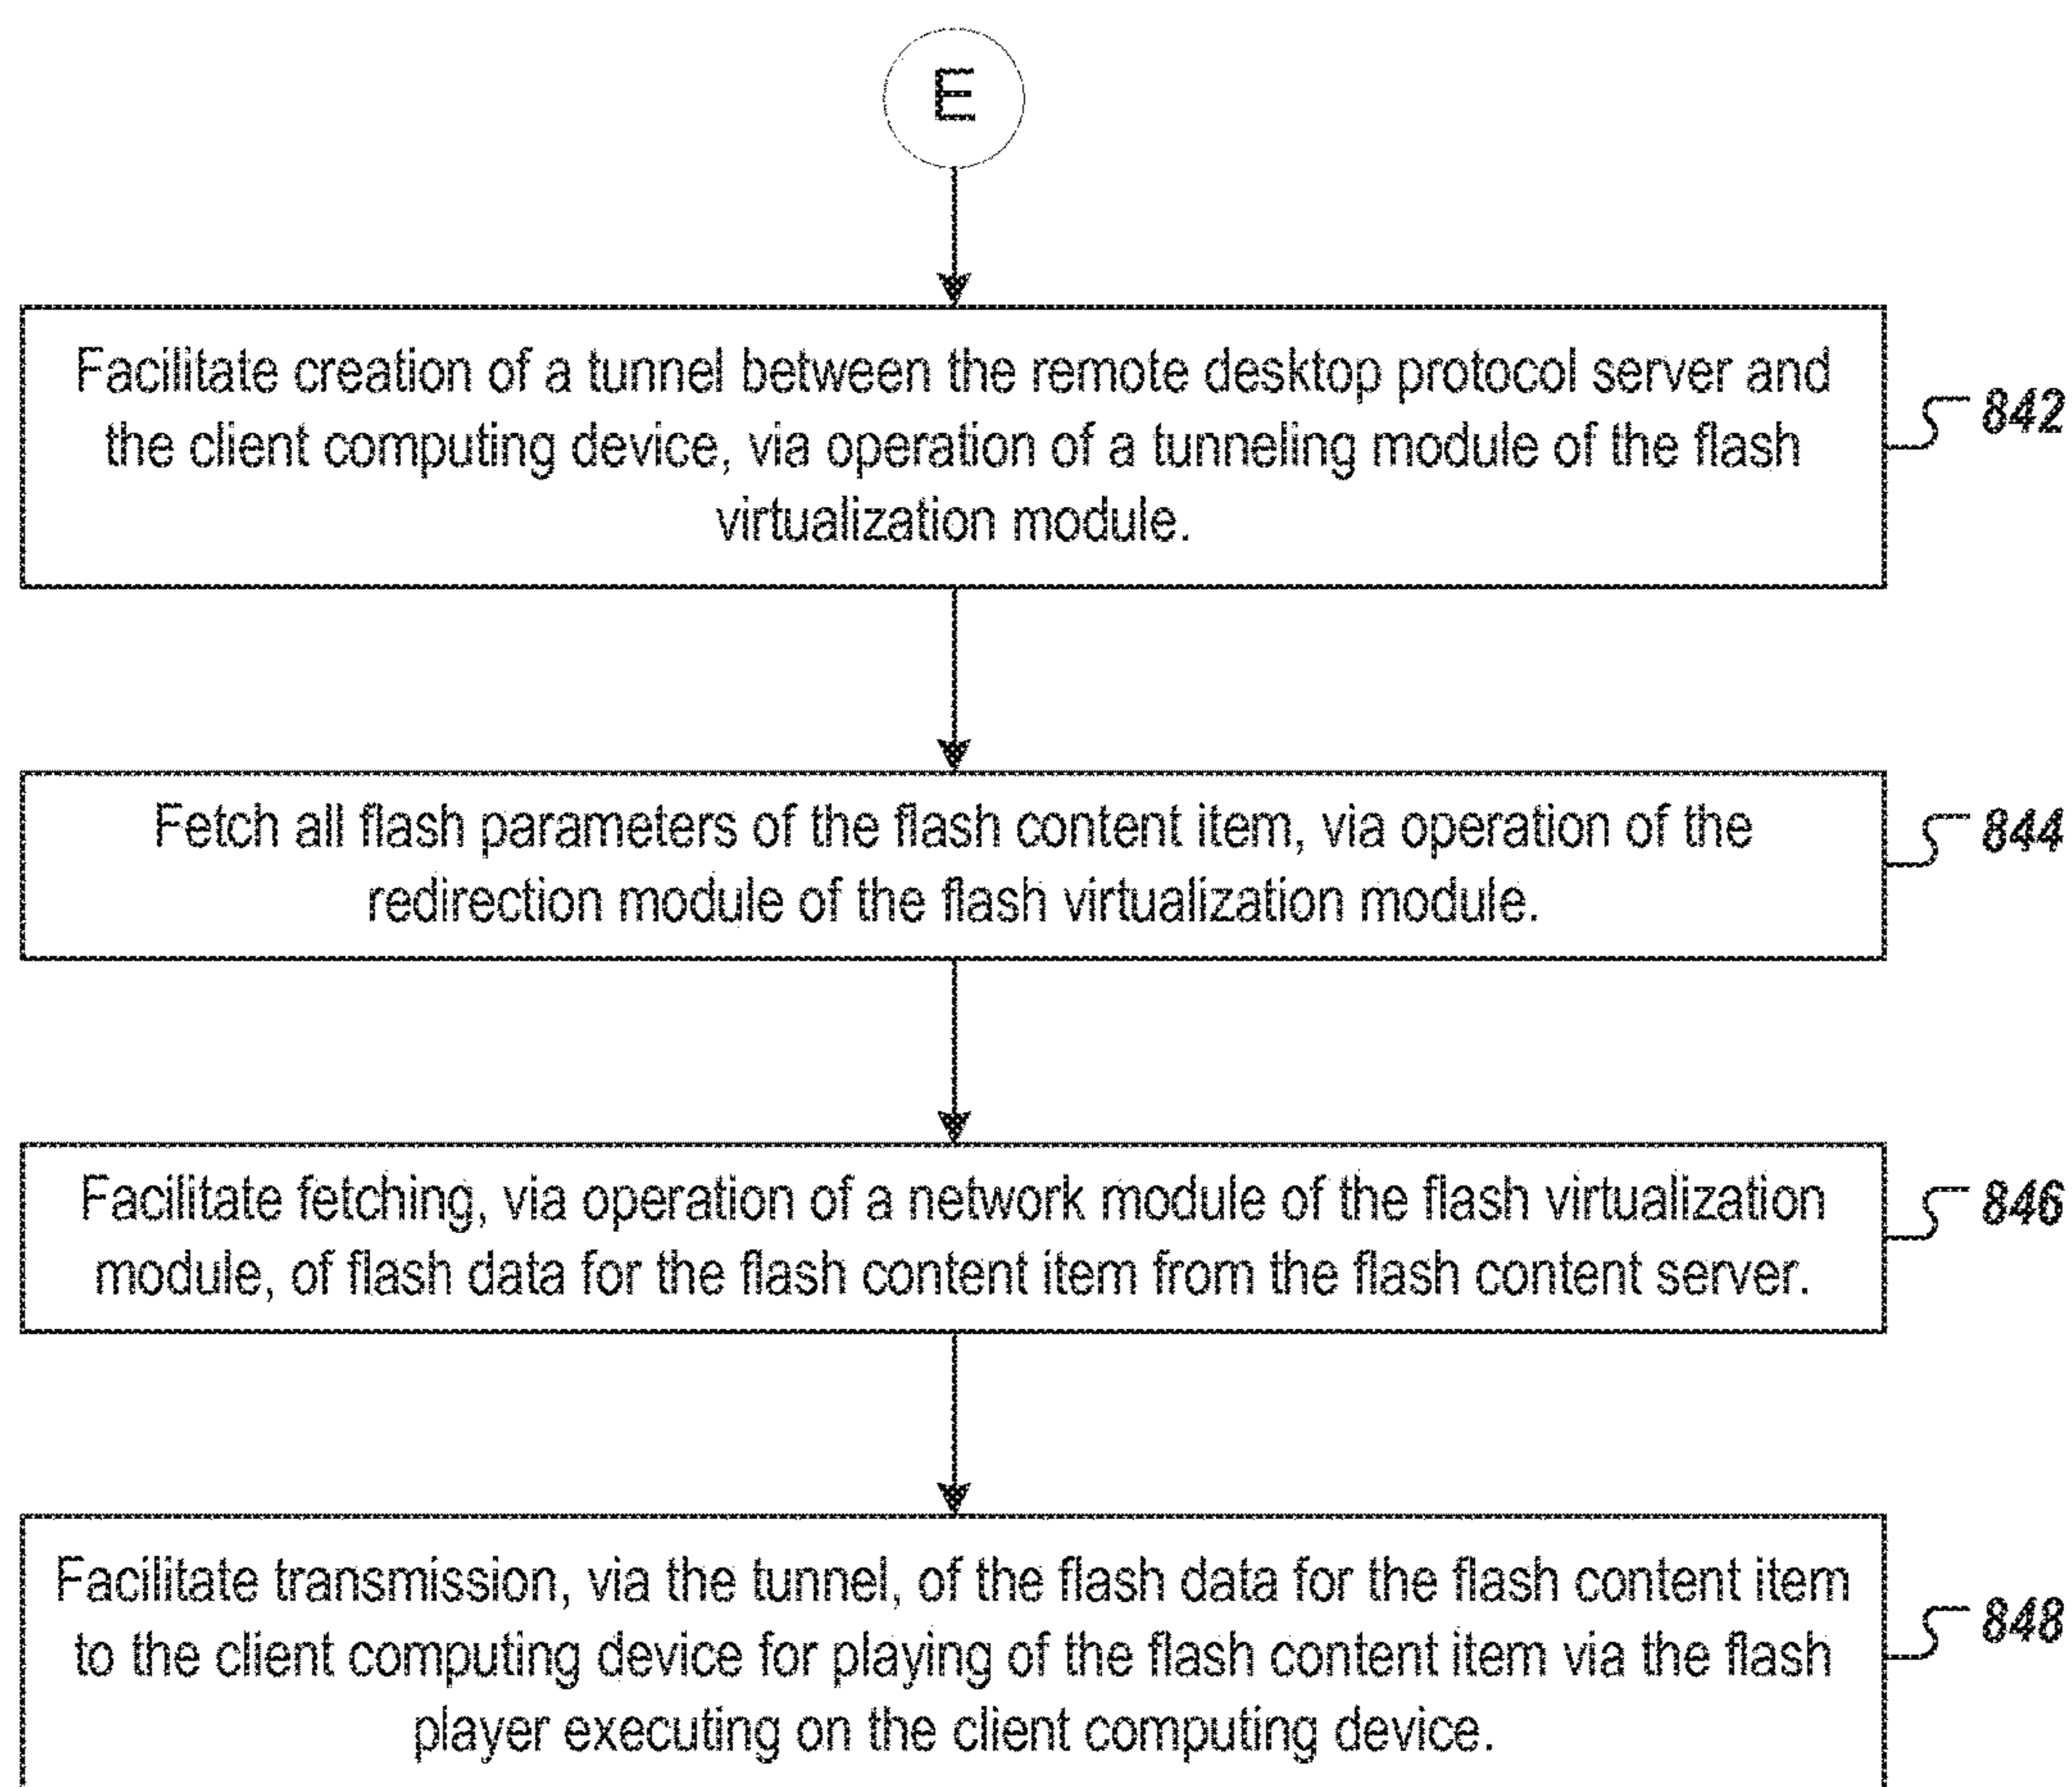 E
Facilitate creation of a tunnel between the remote desktop protocol server and
the client computing device, via operation of a tunneling module of the flash
virtualization module.
842
Fetch all flash parameters of the flash content item, via operation of the
redirection module of the flash virtualization module.
844
Facilitate fetching, via operation of a network module of the flash virtualization
module, of flash data for the flash content item from the flash content server.
846
Facilitate transmission, via the tunnel, of the flash data for the flash content item
to the client computing device for playing of the flash content item via the flash
player executing on the client computing device.
848